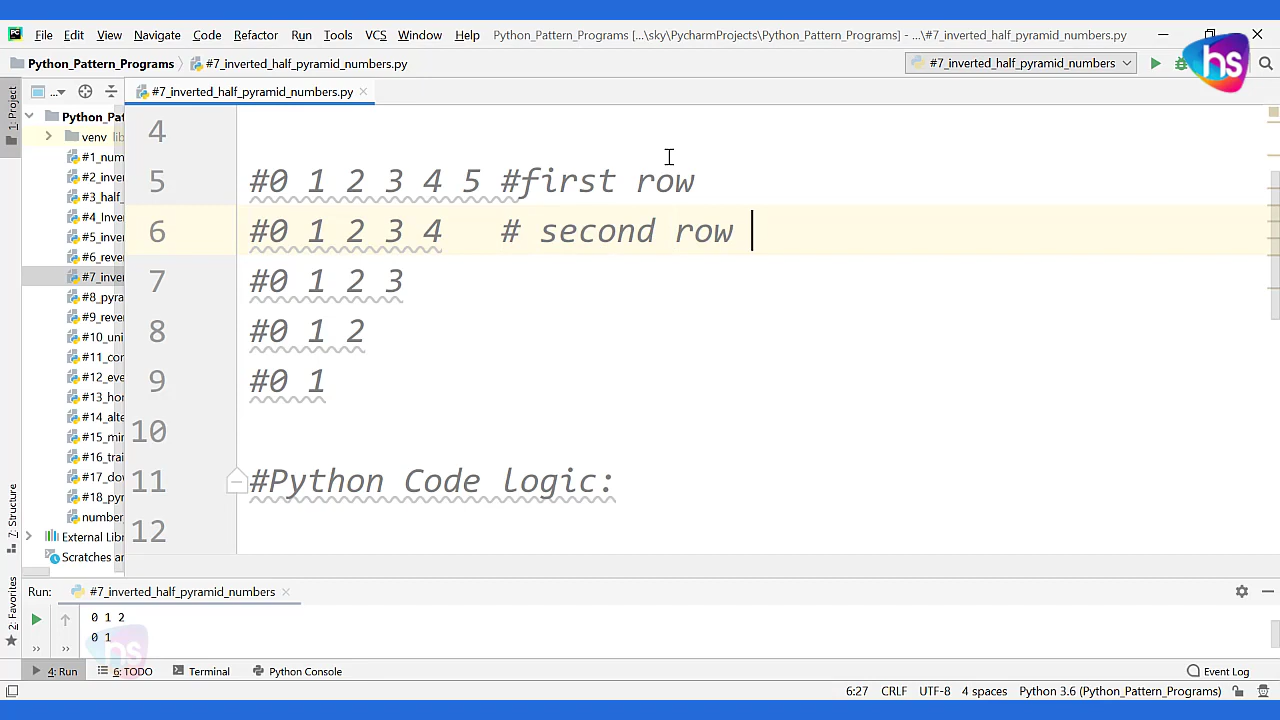 PC File Edit View Navigate Code Refactor Run Tools VCS Window Help Python_Pattern_Programs [...\sky\PycharmProjects\Python_Pattern_Programs] - ...\#7_inverted_half_pyramid_numbers.py
Python_Pattern_Programs #7_inverted_half_pyramid_numbers.py #7_inverted_half_pyramid_numbers
hs
1: Project
... #7_inverted_half_pyramid_numbers.py
Python_Pat
venv lib
#1_num
#2_inver
#3_half_
#4_Inver
#5_inver
#6_rever
#7_inver
#8_pyra
#9_rever
#10_uni
#11_cor
#12_eve
#13_hor
#14_alte
#15_mir
#16_trai
#17_dov
#18_pyr
number
External Libr
Scratches an
4
5 #0 1 2 3 4 5 #first row
6 #0 1 2 3 4 # second row
7 #0 1 2 3
8 #0 1 2
9 #0 1
10
11 #Python Code logic:
12
7: Structure
2: Favorites
Run: #7_inverted_half_pyramid_numbers
0 1 2
0 1
hs
4: Run 6: TODO Terminal Python Console Event Log
6:27 CRLF UTF-8 4 spaces Python 3.6 (Python_Pattern_Programs)